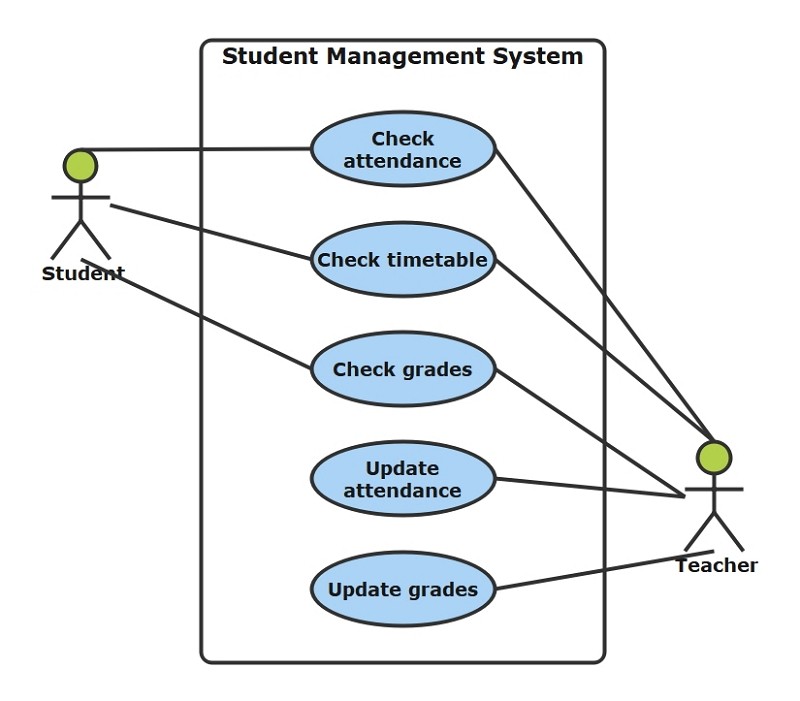 Student Management System
Check
attendance
Student
Check timetable
Check grades
Update
attendance
Teacher
Update grades